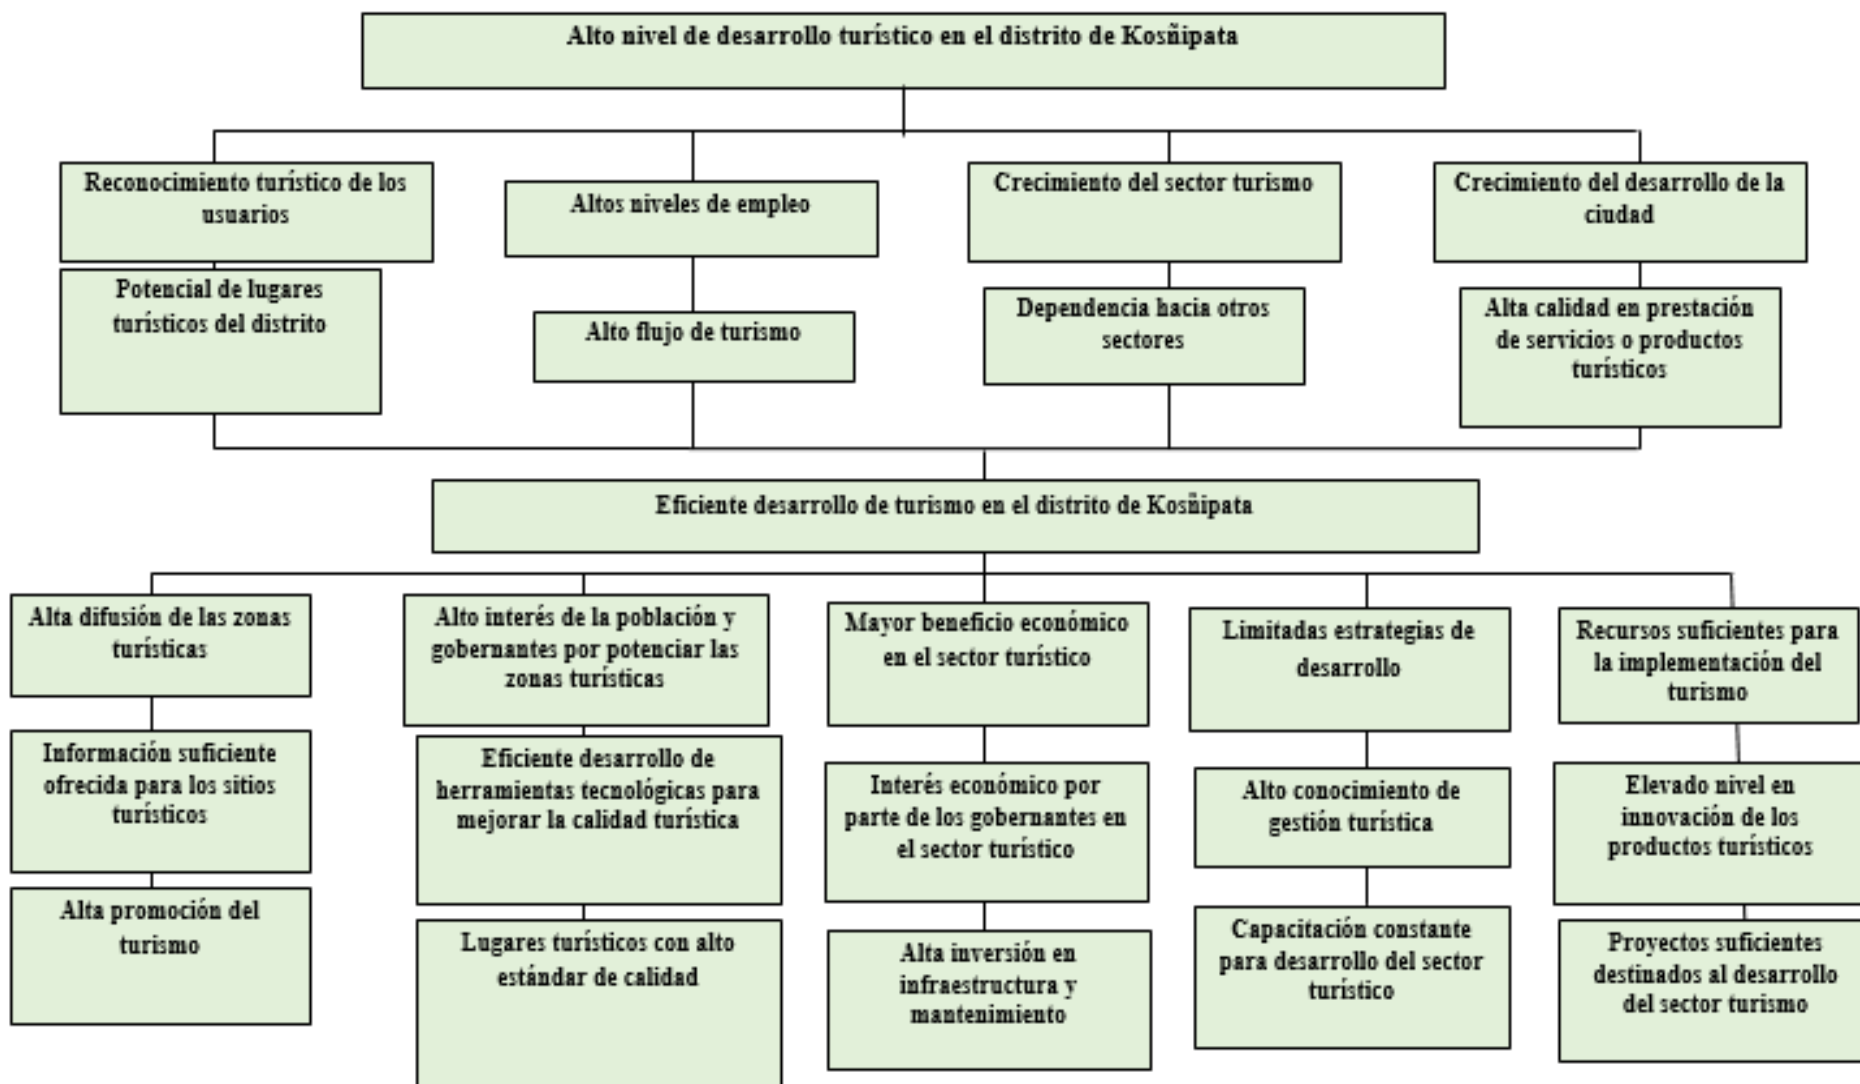 Alto nivel de desarrollo turístico en el distrito de Kosñipata
Reconocimiento turístico de los
usuarios
Altos niveles de empleo
Crecimiento del sector turismo
Crecimiento del desarrollo de la
ciudad
Potencial de lugares
turísticos del distrito
Alto flujo de turismo
Dependencia hacia otros
sectores
Alta calidad en prestación
de servicios o productos
turísticos
Eficiente desarrollo de turismo en el distrito de Kosñipata
Alta difusión de las zonas
turísticas
Alto interés de la población y
gobernantes por potenciar las
zonas turísticas
Mayor beneficio económico
en el sector turístico
Limitadas estrategias de
desarrollo
Recursos suficientes para
la implementación del
turismo
Información suficiente
ofrecida para los sitios
turísticos
Eficiente desarrollo de
herramientas tecnológicas para
mejorar la calidad turística
Interés económico por
parte de los gobernantes en
el sector turístico
Alto conocimiento de
gestión turística
Elevado nivel en
innovación de los
productos turísticos
Alta promoción del
turismo
Lugares turísticos con alto
estándar de calidad
Alta inversión en
infraestructura y
mantenimiento
Capacitación constante
para desarrollo del sector
turístico
Proyectos suficientes
destinados al desarrollo
del sector turismo